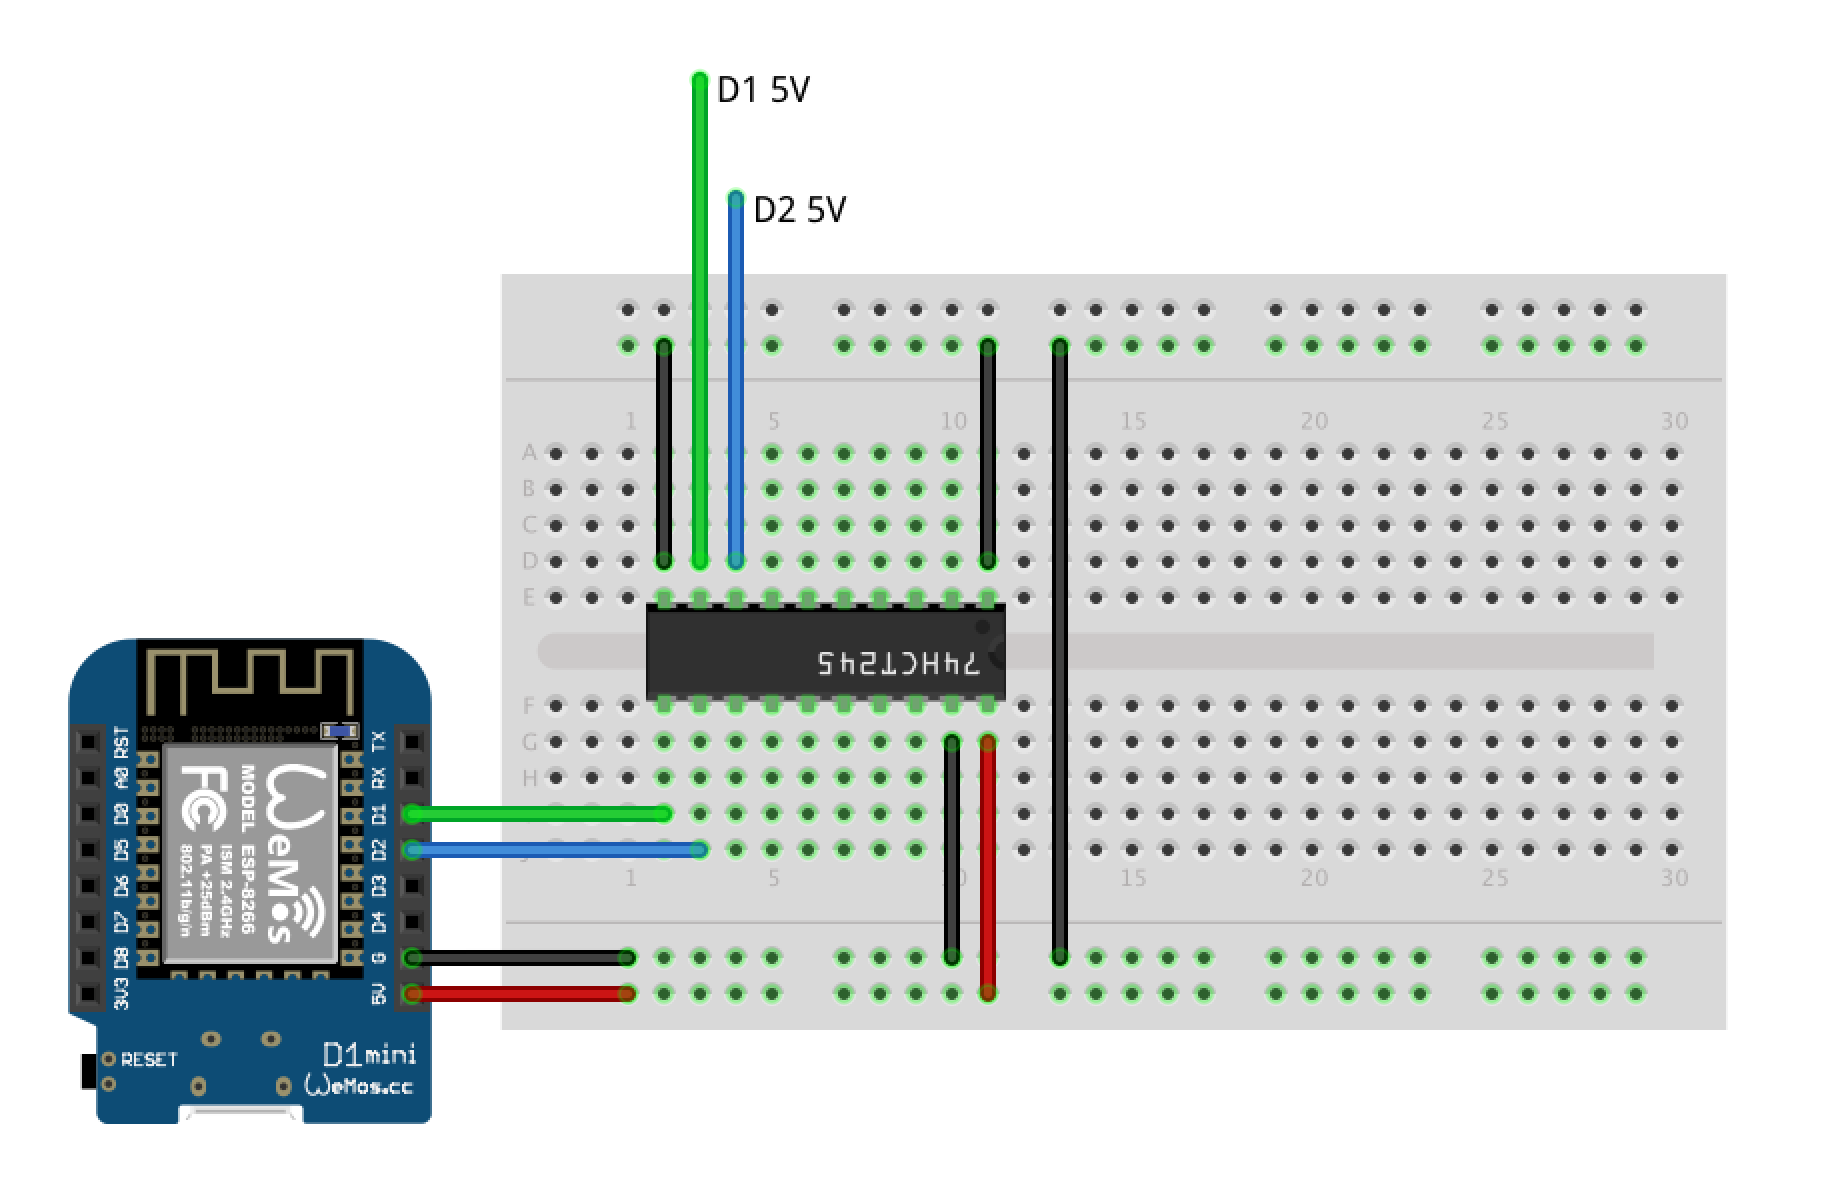 D1 5V
D2 5V
1 5 10 15 20 25 30
A
B
C
D
E
74HCT245
F
G
H
1 5 10 15 20 25 30
RST
A0
D0
D5
D6
D7
D8
3V3
TX
RX
D1
D2
D3
D4
G
5V
WeMos
MODEL ESP-8266
ISM 2.4GHz
PA +25dBm
802.11b/g/n
FC
RESET
D1mini
WeMos.cc